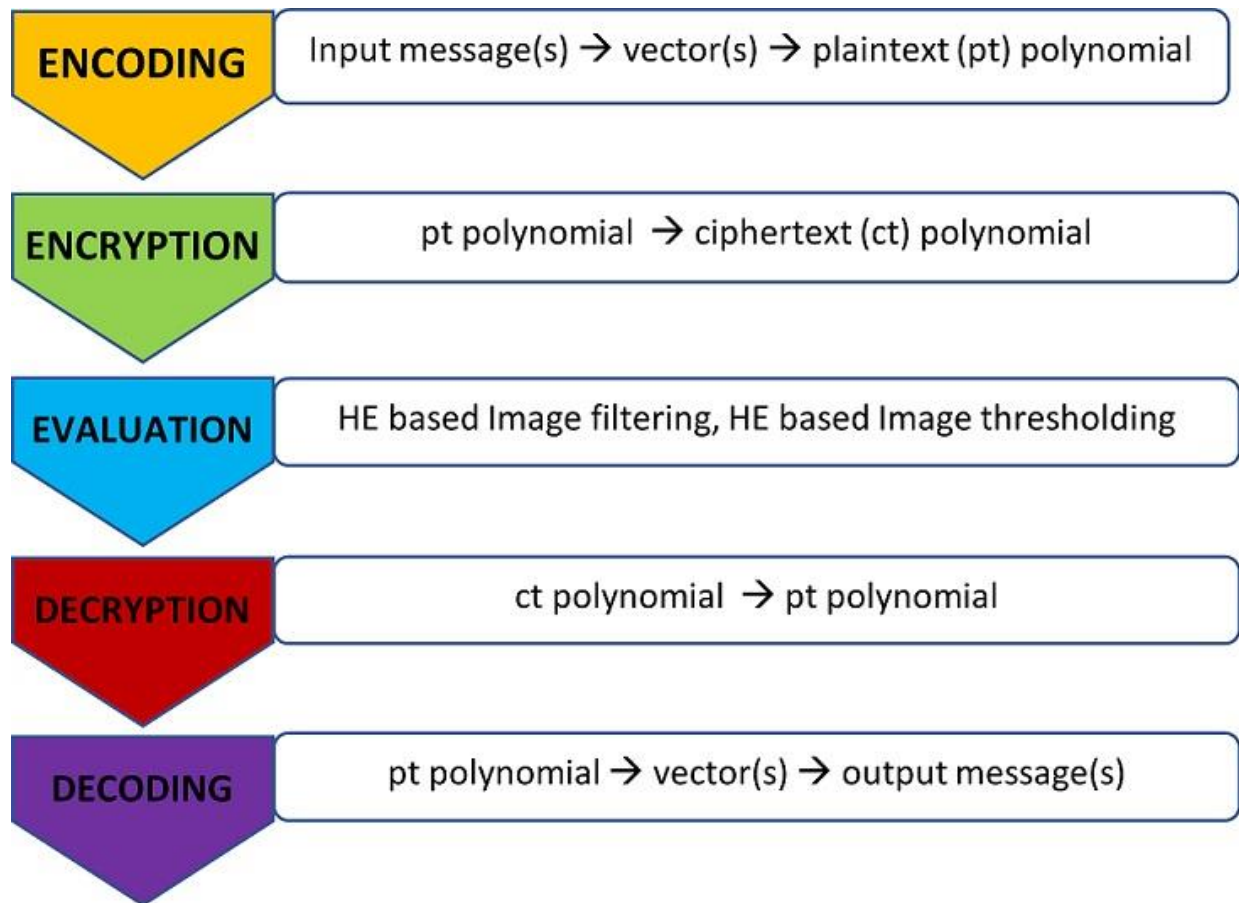 ENCODING
Input message(s) → vector(s) → plaintext (pt) polynomial
ENCRYPTION
pt polynomial → ciphertext (ct) polynomial
EVALUATION
HE based Image filtering, HE based Image thresholding
DECRYPTION
ct polynomial → pt polynomial
DECODING
pt polynomial → vector(s) → output message(s)